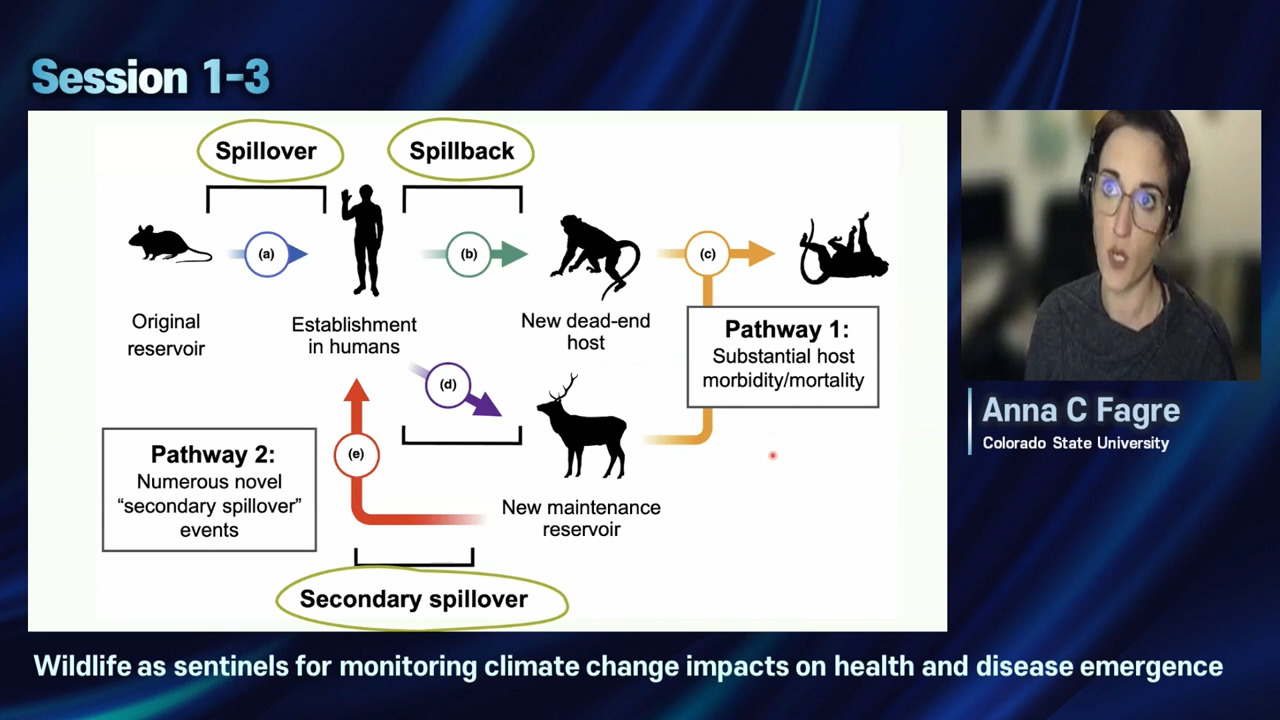 Session 1-3
Spillover
Spillback
(a)
(b)
(c)
Original
reservoir
Establishment
in humans
New dead-end
host
Pathway 1:
Substantial host
morbidity/mortality
(d)
(e)
Pathway 2:
Numerous novel
“secondary spillover”
events
New maintenance
reservoir
Secondary spillover
Anna C Fagre
Colorado State University
Wildlife as sentinels for monitoring climate change impacts on health and disease emergence